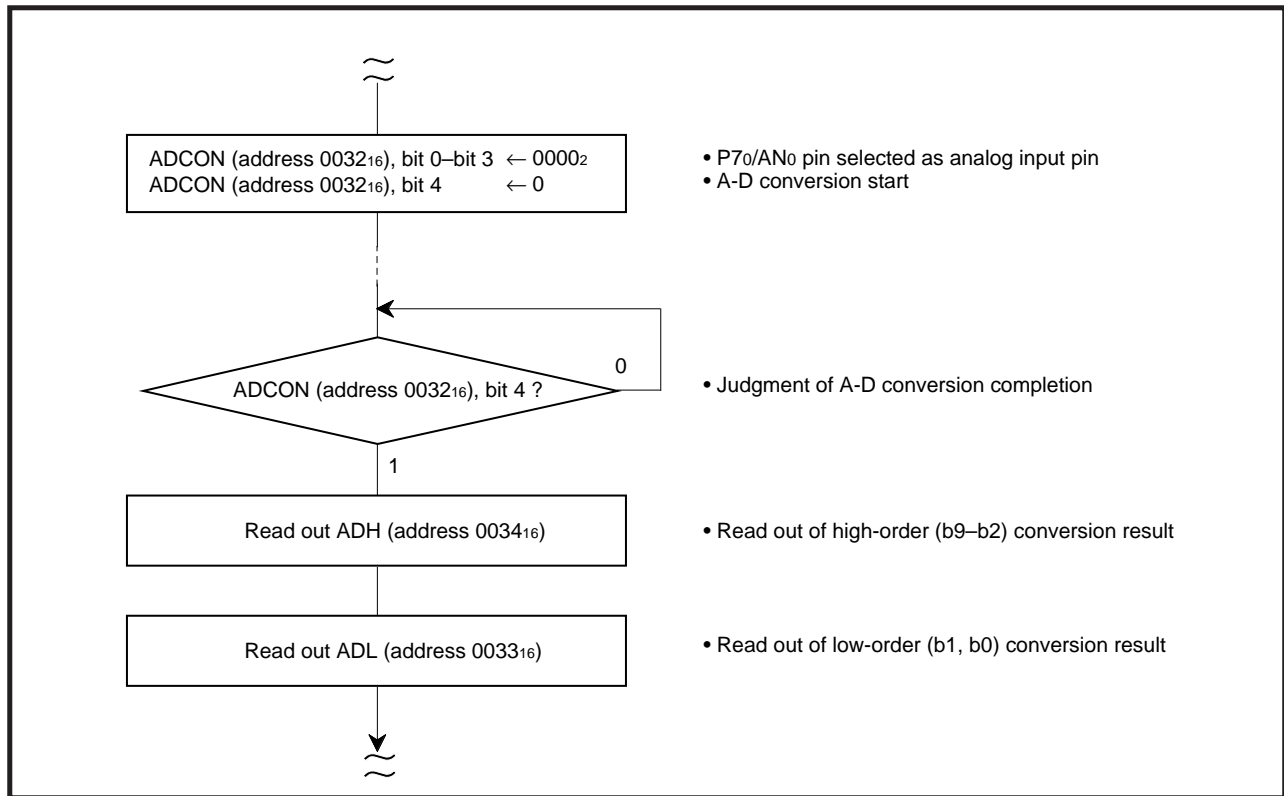 ADCON (address 0032₁₆), bit 0–bit 3 ← 0000₂
ADCON (address 0032₁₆), bit 4 ← 0
• P7₀/AN₀ pin selected as analog input pin
• A-D conversion start
0
ADCON (address 0032₁₆), bit 4 ?
• Judgment of A-D conversion completion
1
Read out ADH (address 0034₁₆)
• Read out of high-order (b9–b2) conversion result
Read out ADL (address 0033₁₆)
• Read out of low-order (b1, b0) conversion result